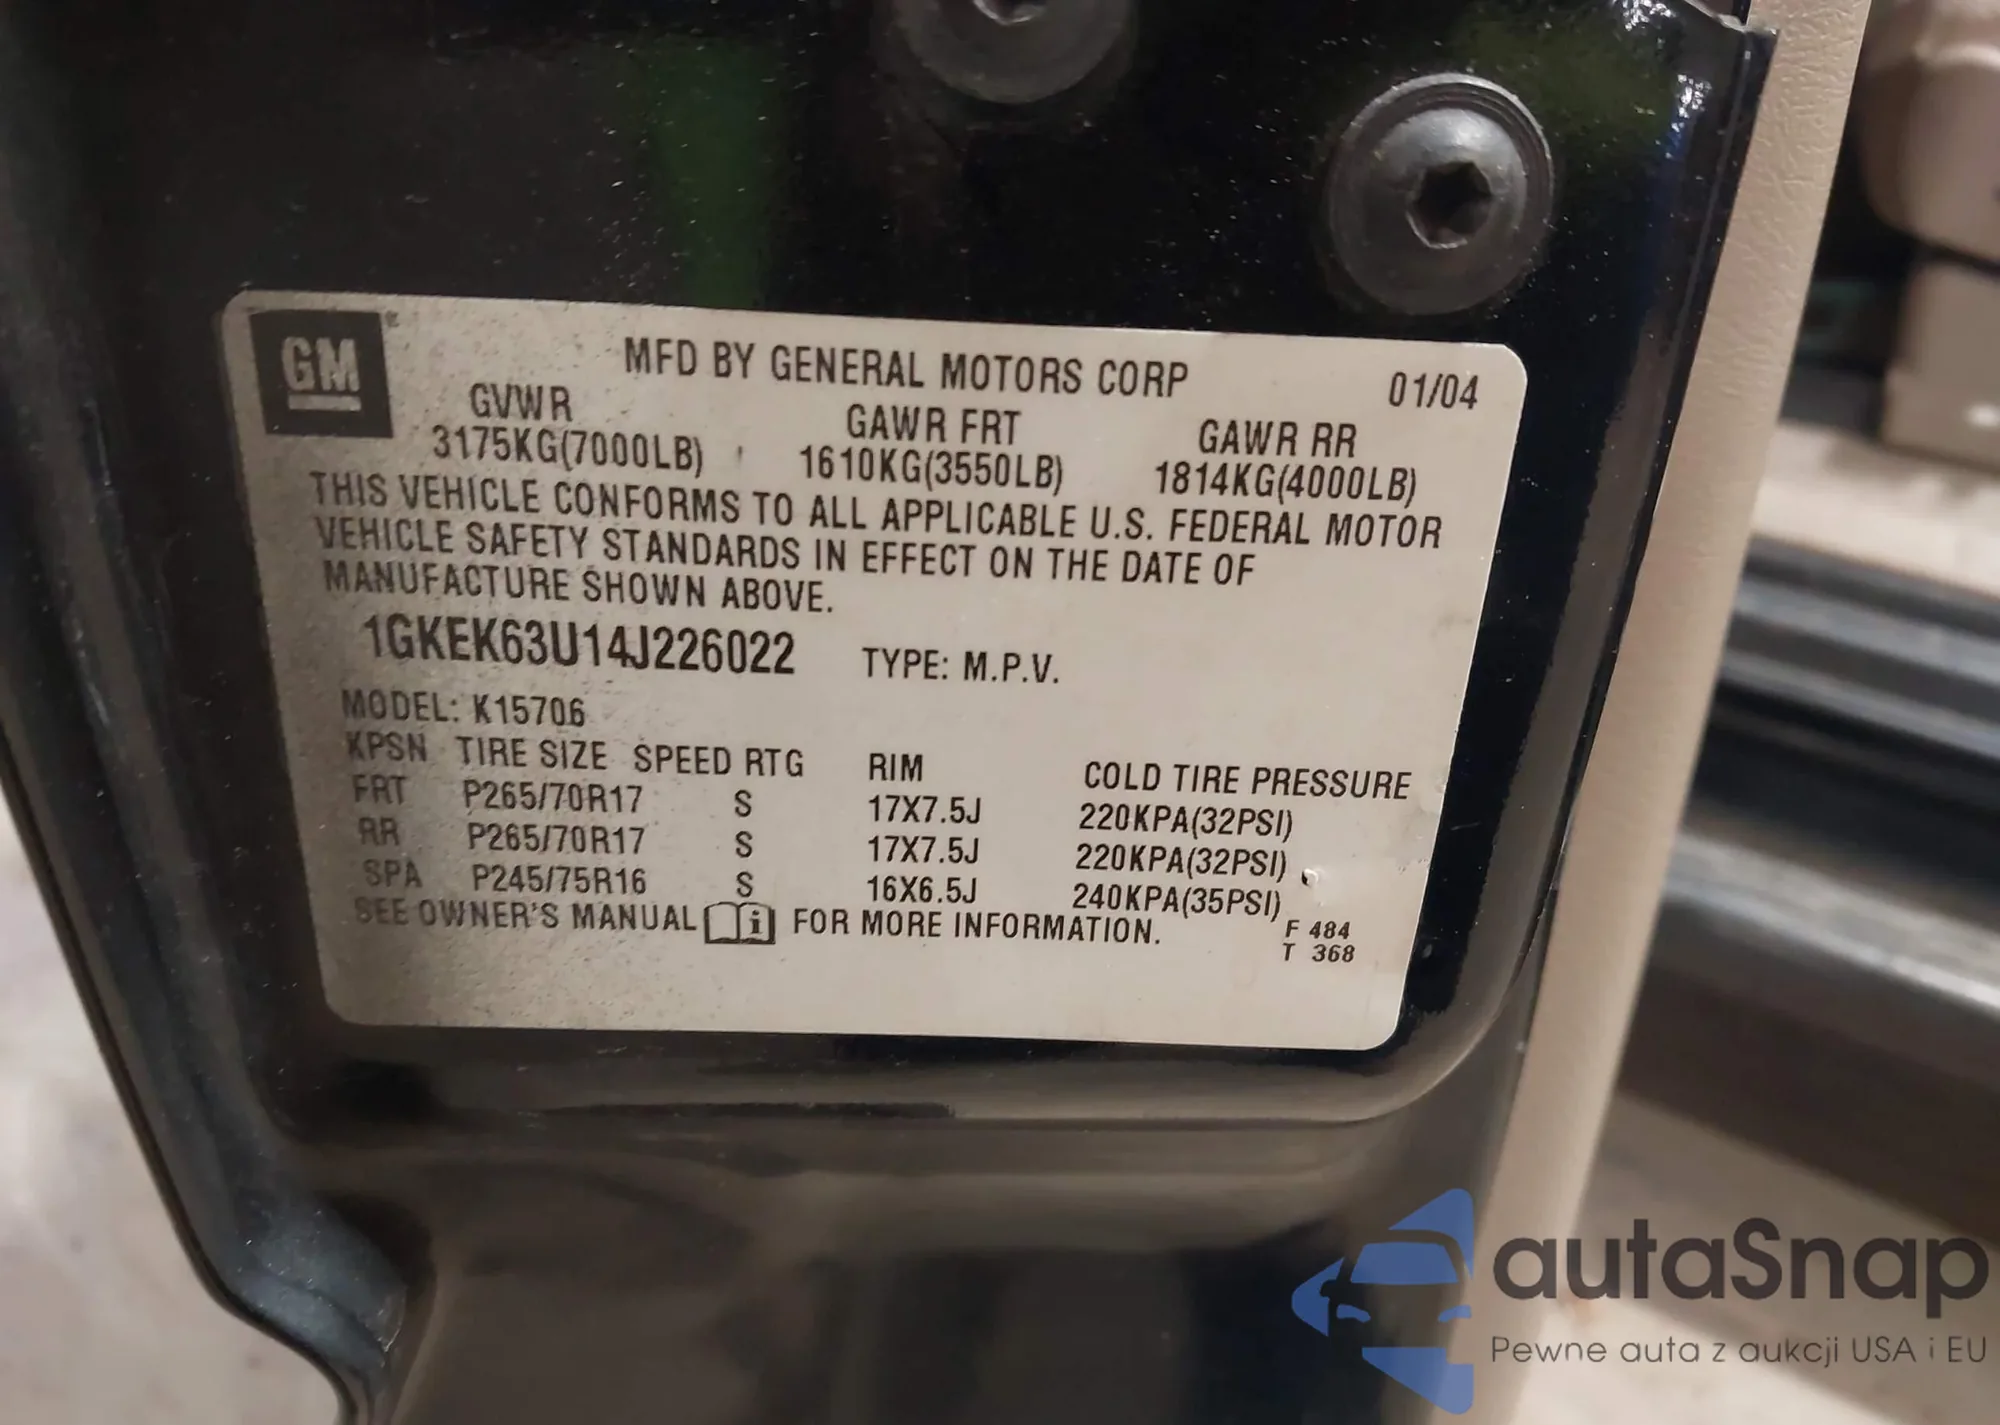 GM
MFD BY GENERAL MOTORS CORP 01/04
GVWR GAWR FRT GAWR RR
3175KG(7000LB) 1610KG(3550LB) 1814KG(4000LB)
THIS VEHICLE CONFORMS TO ALL APPLICABLE U.S. FEDERAL MOTOR
VEHICLE SAFETY STANDARDS IN EFFECT ON THE DATE OF
MANUFACTURE SHOWN ABOVE.
1GKEK63U14J226022 TYPE: M.P.V.
MODEL: K15706
KPSN TIRE SIZE SPEED RTG RIM COLD TIRE PRESSURE
FRT P265/70R17 S 17X7.5J 220KPA(32PSI)
RR P265/70R17 S 17X7.5J 220KPA(32PSI)
SPA P245/75R16 S 16X6.5J 240KPA(35PSI)
SEE OWNER'S MANUAL i FOR MORE INFORMATION.
F 484
T 368
autaSnap
Pewne auta z aukcji USA i EU